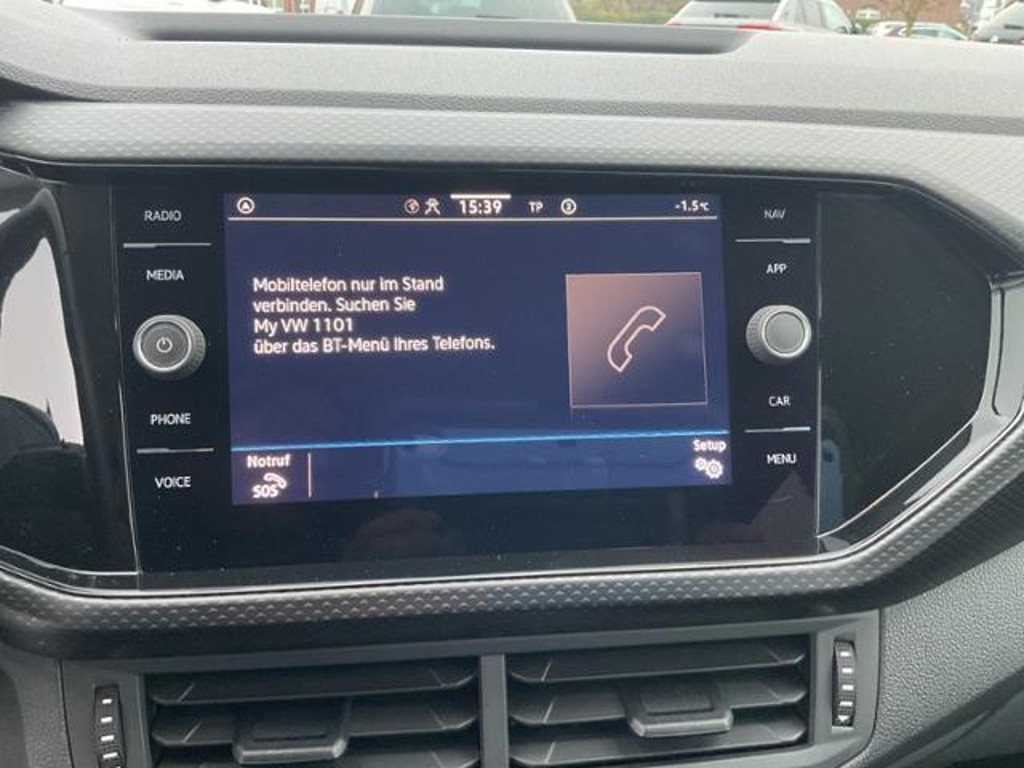 RADIO
MEDIA
PHONE
VOICE
15:39 TP 2 -1.5°C
Mobiltelefon nur im Stand
verbinden. Suchen Sie
My VW 1101
über das BT-Menü Ihres Telefons.
Notruf
SOS
Setup
NAV
APP
CAR
MENU